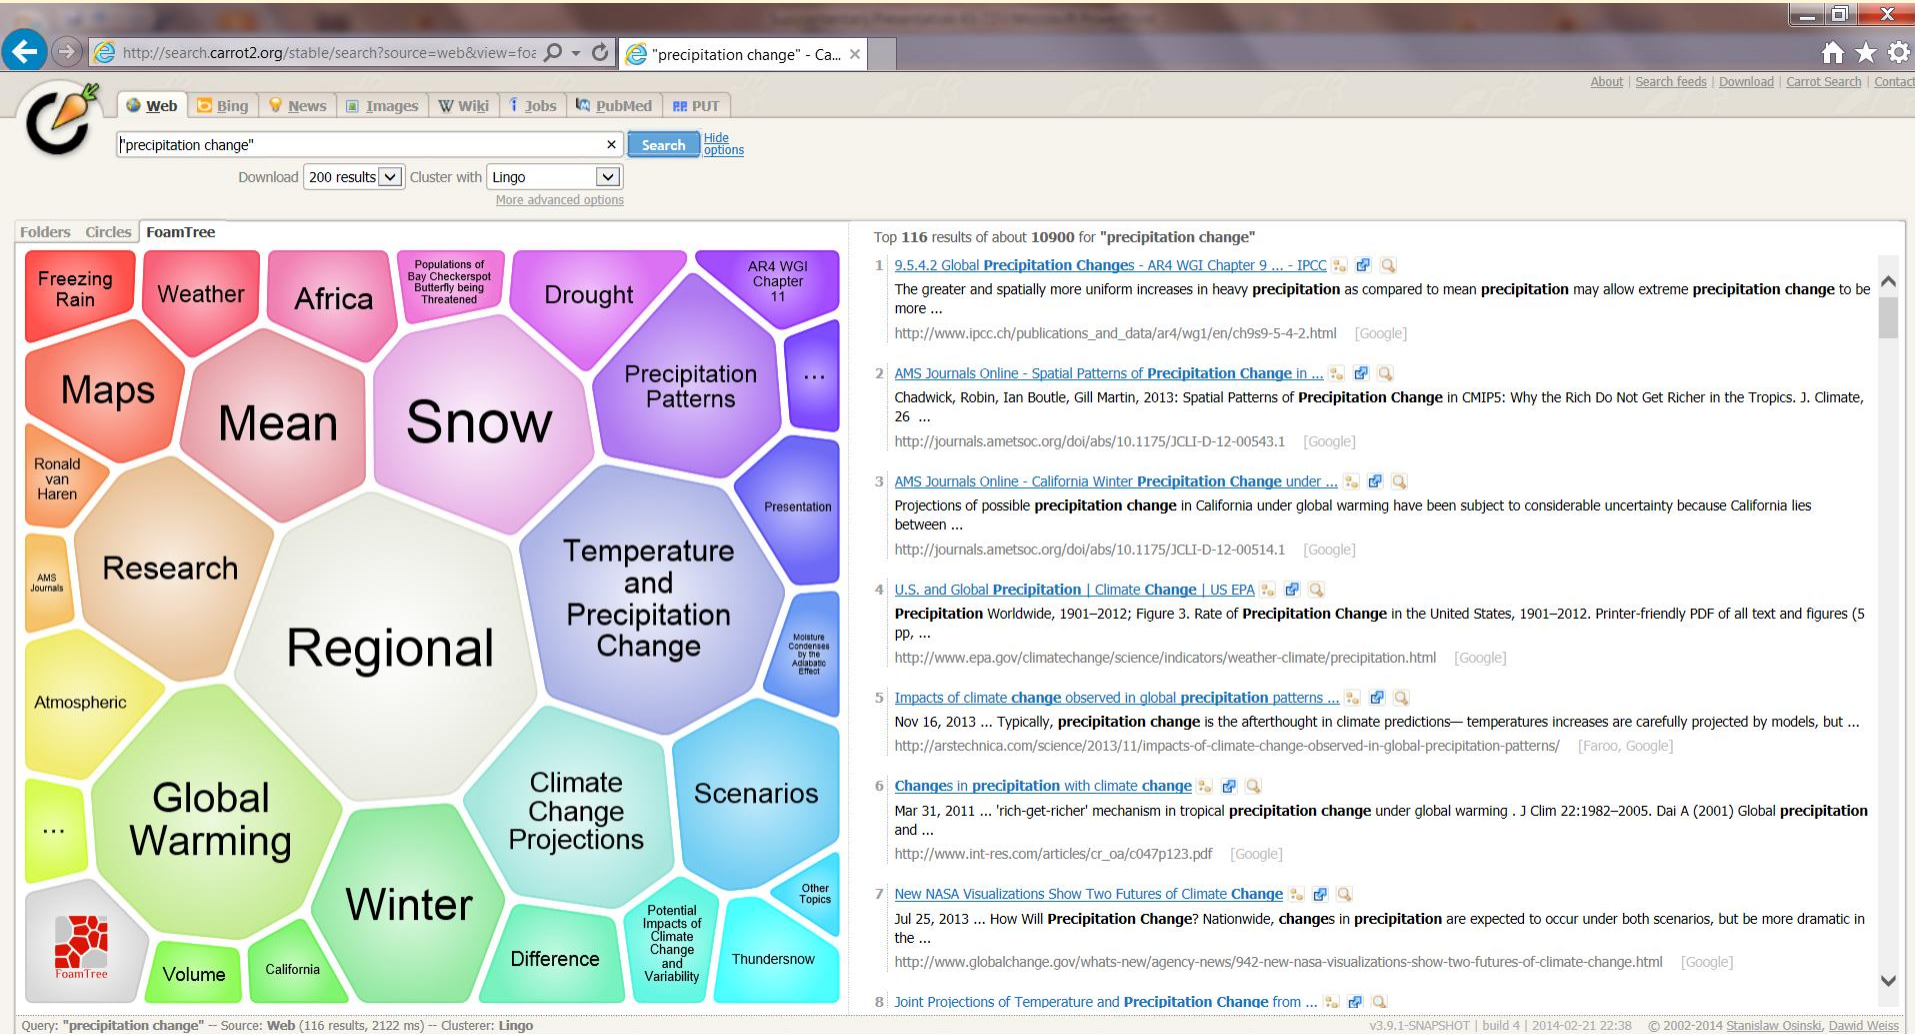 http://search.carrot2.org/stable/search?source=web&view=foa
"precipitation change" - Ca...
About | Search feeds | Download | Carrot Search | Contact
Web Bing News Images Wiki Jobs PubMed PUT
"precipitation change"
Search
Hide
options
Download 200 results Cluster with Lingo
More advanced options
Folders Circles FoamTree
Freezing
Rain
Weather
Africa
Populations of
Bay Checkerspot
Butterfly being
Threatened
Drought
AR4 WGI
Chapter
11
Maps
Mean
Snow
Precipitation
Patterns
...
Ronald
van
Haren
Research
Presentation
Temperature
and
Precipitation
Change
AMS
Journals
Regional
Moisture
Condenses
by the
Adiabatic
Effect
Atmospheric
Global
Warming
Climate
Change
Projections
Scenarios
...
Winter
Other
Topics
FoamTree
Volume
California
Difference
Potential
Impacts of
Climate
Change
and
Variability
Thundersnow
Top 116 results of about 10900 for "precipitation change"
1 9.5.4.2 Global Precipitation Changes - AR4 WGI Chapter 9 ... - IPCC
The greater and spatially more uniform increases in heavy precipitation as compared to mean precipitation may allow extreme precipitation change to be
more ...
http://www.ipcc.ch/publications_and_data/ar4/wg1/en/ch9s9-5-4-2.html [Google]
2 AMS Journals Online - Spatial Patterns of Precipitation Change in ...
Chadwick, Robin, Ian Boutle, Gill Martin, 2013: Spatial Patterns of Precipitation Change in CMIP5: Why the Rich Do Not Get Richer in the Tropics. J. Climate,
26 ...
http://journals.ametsoc.org/doi/abs/10.1175/JCLI-D-12-00543.1 [Google]
3 AMS Journals Online - California Winter Precipitation Change under ...
Projections of possible precipitation change in California under global warming have been subject to considerable uncertainty because California lies
between ...
http://journals.ametsoc.org/doi/abs/10.1175/JCLI-D-12-00514.1 [Google]
4 U.S. and Global Precipitation | Climate Change | US EPA
Precipitation Worldwide, 1901–2012; Figure 3. Rate of Precipitation Change in the United States, 1901–2012. Printer-friendly PDF of all text and figures (5
pp, ...
http://www.epa.gov/climatechange/science/indicators/weather-climate/precipitation.html [Google]
5 Impacts of climate change observed in global precipitation patterns ...
Nov 16, 2013 ... Typically, precipitation change is the afterthought in climate predictions— temperatures increases are carefully projected by models, but ...
http://arstechnica.com/science/2013/11/impacts-of-climate-change-observed-in-global-precipitation-patterns/ [Faroo, Google]
6 Changes in precipitation with climate change
Mar 31, 2011 ... 'rich-get-richer' mechanism in tropical precipitation change under global warming . J Clim 22:1982–2005. Dai A (2001) Global precipitation
and ...
http://www.int-res.com/articles/cr_oa/c047p123.pdf [Google]
7 New NASA Visualizations Show Two Futures of Climate Change
Jul 25, 2013 ... How Will Precipitation Change? Nationwide, changes in precipitation are expected to occur under both scenarios, but be more dramatic in
the ...
http://www.globalchange.gov/whats-new/agency-news/942-new-nasa-visualizations-show-two-futures-of-climate-change.html [Google]
8 Joint Projections of Temperature and Precipitation Change from ...
Query: "precipitation change" -- Source: Web (116 results, 2122 ms) -- Clusterer: Lingo
v3.9.1-SNAPSHOT | build 4 | 2014-02-21 22:38 © 2002-2014 Stanislaw Osinski, Dawid Weiss